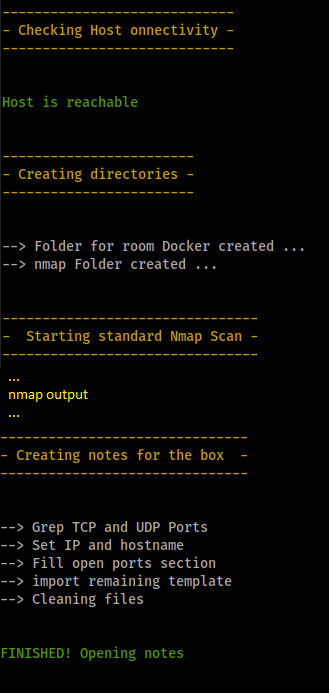 -----------------------------
- Checking Host onnectivity -
-----------------------------
Host is reachable
------------------------
- Creating directories -
------------------------
--> Folder for room Docker created ...
--> nmap Folder created ...
--------------------------------
-  Starting standard Nmap Scan -
--------------------------------
...
nmap output
...
-------------------------------
- Creating notes for the box  -
-------------------------------
--> Grep TCP and UDP Ports
--> Set IP and hostname
--> Fill open ports section
--> import remaining template
--> Cleaning files
FINISHED! Opening notes